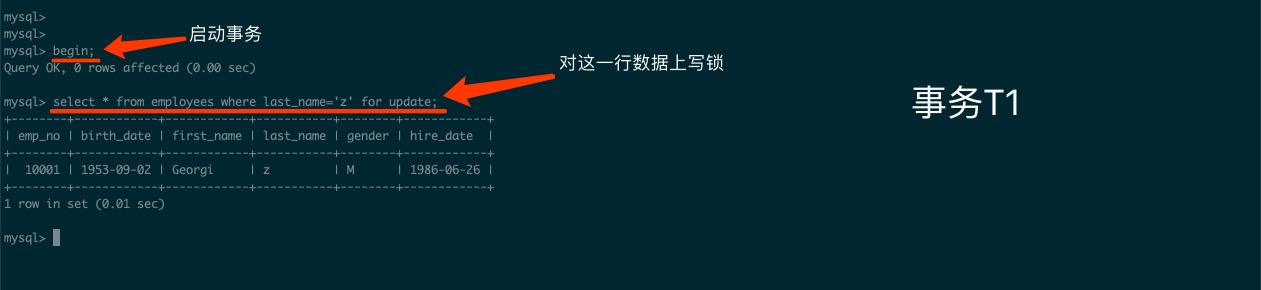 mysql>
mysql>
mysql> begin; 启动事务
Query OK, 0 rows affected (0.00 sec)
对这一行数据上写锁
mysql> select * from employees where last_name='z' for update;
事务T1
+--------+------------+------------+-----------+--------+------------+
| emp_no | birth_date | first_name | last_name | gender | hire_date  |
+--------+------------+------------+-----------+--------+------------+
|  10001 | 1953-09-02 | Georgi     | z         | M      | 1986-06-26 |
+--------+------------+------------+-----------+--------+------------+
1 row in set (0.01 sec)
mysql>